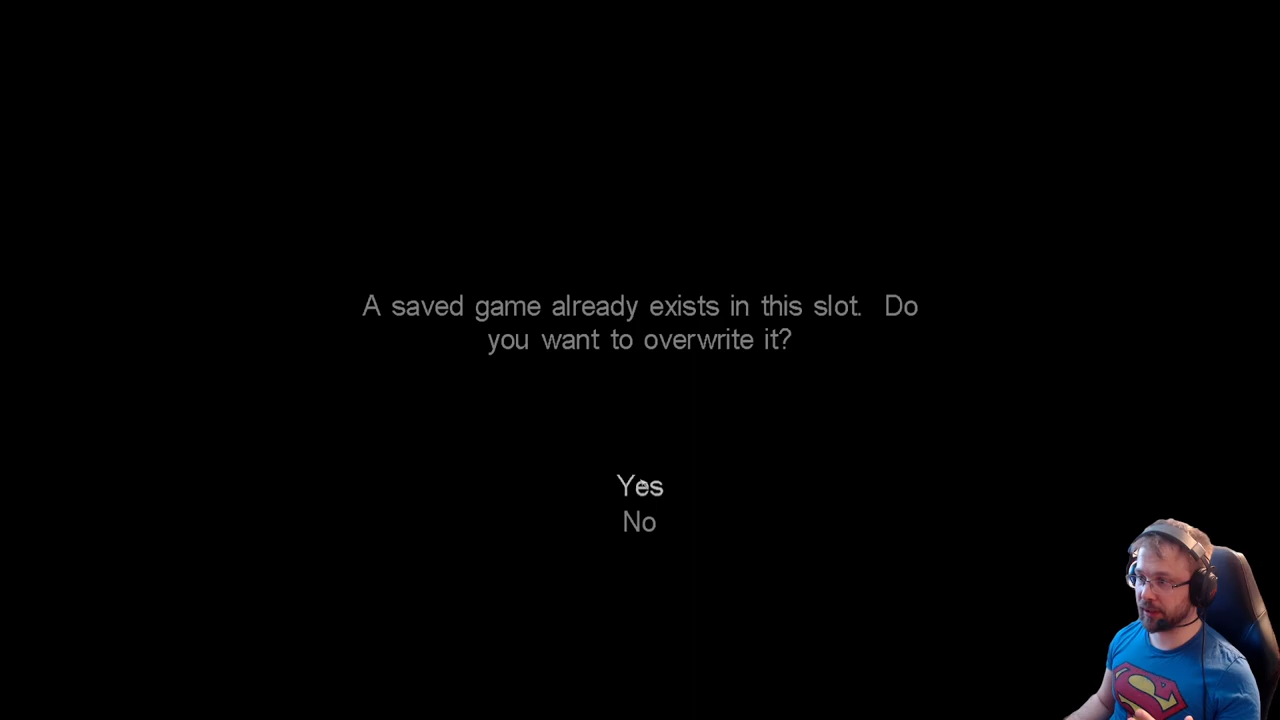 A saved game already exists in this slot.  Do
you want to overwrite it?
Yes
No